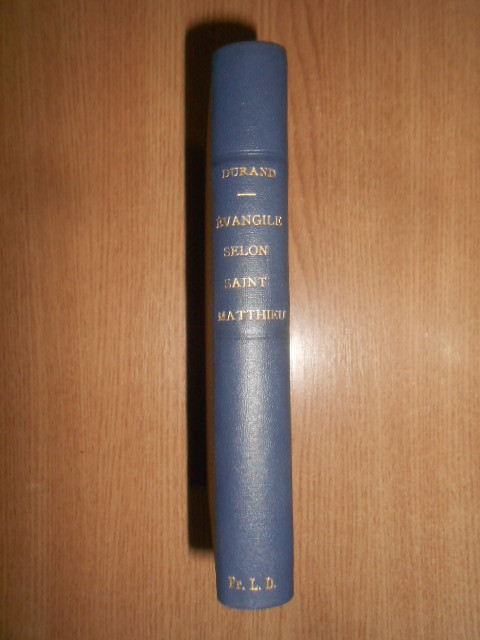 DURAND
ÉVANGILE
SELON
SAINT
MATTHIEU
Fr. L. D.